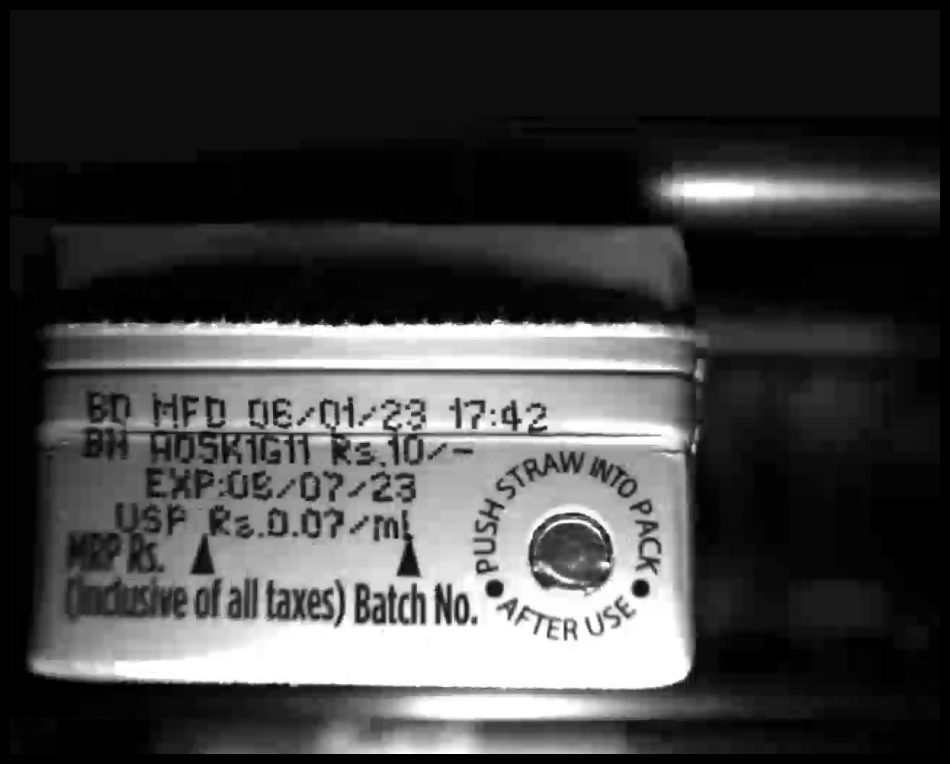 BD MFD 06/01/23 17:42
BH A05K1G11 Rs.10/-
EXP:06/07/23
USP Rs.0.07/ml
MRP Rs.
(inclusive of all taxes) Batch No.
PUSH STRAW INTO PACK
AFTER USE